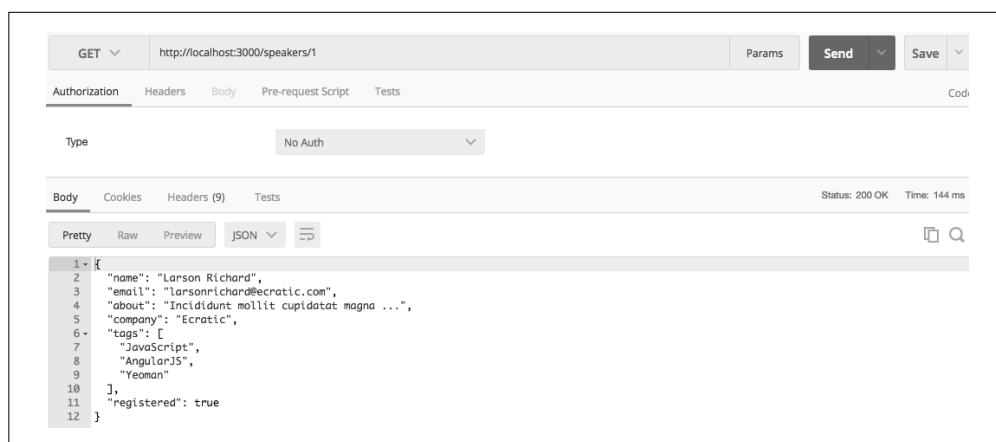 GET http://localhost:3000/speakers/1 Params Send Save
Authorization Headers Body Pre-request Script Tests Code
Type No Auth
Body Cookies Headers (9) Tests Status: 200 OK Time: 144 ms
Pretty Raw Preview JSON
1 {
2 "name": "Larson Richard",
3 "email": "larsonrichard@ecratic.com",
4 "about": "Incididunt mollit cupidatat magna ...",
5 "company": "Ecratic",
6 "tags": [
7 "JavaScript",
8 "AngularJS",
9 "Yeoman"
10 ],
11 "registered": true
12 }